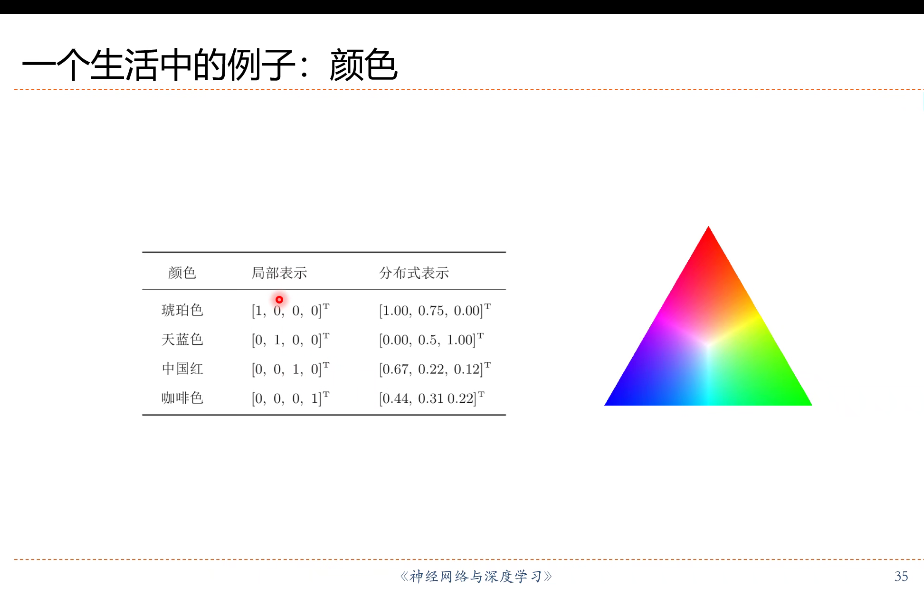 一个生活中的例子：颜色
颜色 局部表示 分布式表示
琥珀色 [1, 0, 0, 0]ᵀ [1.00, 0.75, 0.00]ᵀ
天蓝色 [0, 1, 0, 0]ᵀ [0.00, 0.5, 1.00]ᵀ
中国红 [0, 0, 1, 0]ᵀ [0.67, 0.22, 0.12]ᵀ
咖啡色 [0, 0, 0, 1]ᵀ [0.44, 0.31 0.22]ᵀ
《神经网络与深度学习》 35